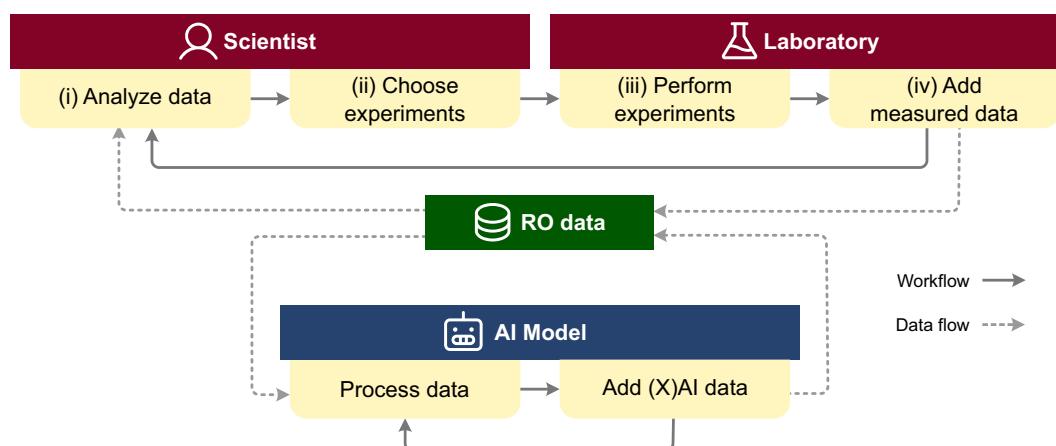 Scientist
Laboratory
(i) Analyze data
(ii) Choose
experiments
(iii) Perform
experiments
(iv) Add
measured data
RO data
Workflow
Data flow
AI Model
Process data
Add (X)AI data